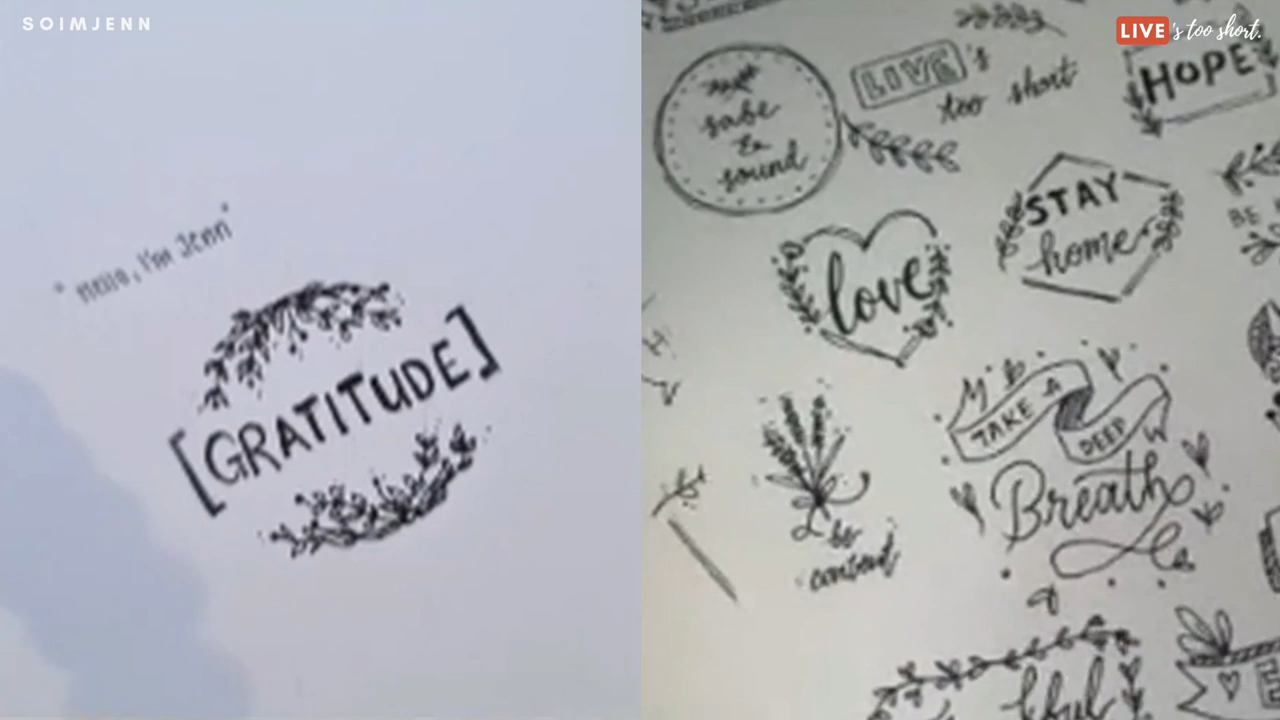 SOIMJENN
"Hello, I'm Jenn"
[GRATITUDE]
LIVE's too short.
safe
&
sound
LIVE's
too short
HOPE
STAY
home
BE
love
TAKE A
DEEP
Breath
be
content